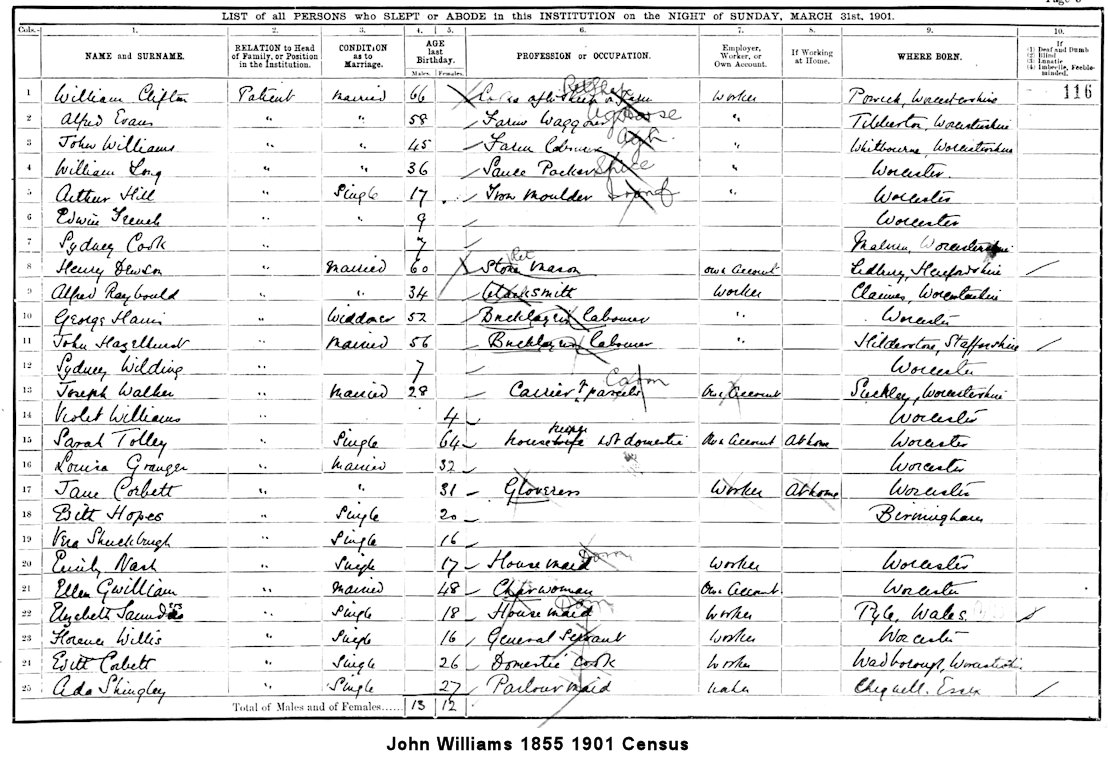 LIST of all PERSONS who SLEPT or ABODE in this INSTITUTION on the NIGHT of SUNDAY, MARCH 31st, 1901.
Cols.- 1. 2. 3. 4. 5. 6. 7. 8. 9. 10.
NAME and SURNAME. RELATION to Head of Family, or Position in the Institution. CONDITION as to Marriage. AGE last Birthday. Males. Females. PROFESSION or OCCUPATION. Employer, Worker, or Own Account. If Working at Home. WHERE BORN. If (1) Deaf and Dumb (2) Blind (3) Lunatic (4) Imbecile, Feeble-minded.
1 William Clifton Patient Married 66 Worker Powick, Worcestershire 116
2 Alfred Evans " " 58 Farm Waggoner " Tibberton, Worcestershire
3 John Williams " " 45 Farm Labourer Agl. " Whitbourne, Worcestershire
4 William Long " " 36 Sauce Packer " Worcester
5 Arthur Hill " Single 17 Iron Moulder " Worcester
6 Edwin French " 9 Worcester
7 Sydney Cook " 7 Worcestershire
8 Henry Dewson " Married 60 Stone Mason Own Account Ledbury, Herefordshire
9 Alfred Raybould " " 34 Blacksmith Worker Claines, Worcestershire
10 George Harris " Widdower 52 Bricklayers Labourer " Worcester
11 John Hazelhurst " Married 56 Bricklayers Labourer " Hilderstone, Staffordshire
12 Sydney Wilding " 7 Worcester
13 Joseph Walker " Married 28 Carrier of parcels Own Account Suckley, Worcestershire
14 Violet Williams " 4 Worcester
15 Sarah Tolley " Single 64 house keeper not domestic Own Account At home Worcester
16 Louisa Granger " Married 32 Worcester
17 Jane Corbett " " 31 Gloveress Worker At home Worcester
18 Edith Hopes " Single 20 Birmingham
19 Vera Shuckburgh Single 16
20 Emily Nash " Single 17 Housemaid Dom Worker Worcester
21 Ellen Gwilliam " Married 48 Charwoman Own Account Worcester
22 Elizabeth Saunders " Single 18 Housemaid Dom Worker Pyle, Wales
23 Florence Willis " Single 16 General Servant Worker Worcester
24 Edith Corbett " Single 26 Domestic Cook Worker Wadborough, Worcestershire
25 Ada Shingley Single 27 Parlour maid Worker Chigwell, Essex
Total of Males and of Females...... 13 12
John Williams 1855 1901 Census